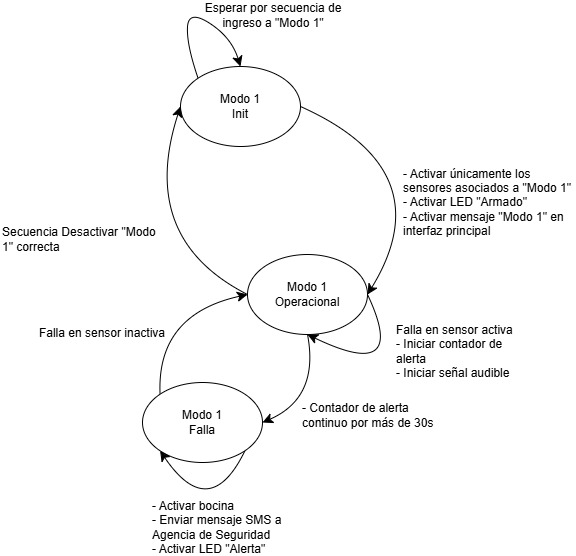 Esperar por secuencia de
ingreso a "Modo 1"
Modo 1
Init
- Activar únicamente los
sensores asociados a "Modo 1"
- Activar LED "Armado"
- Activar mensaje "Modo 1" en
interfaz principal
Secuencia Desactivar "Modo
1" correcta
Modo 1
Operacional
Falla en sensor inactiva
Falla en sensor activa
- Iniciar contador de
alerta
- Iniciar señal audible
Modo 1
Falla
- Contador de alerta
continuo por más de 30s
- Activar bocina
- Enviar mensaje SMS a
Agencia de Seguridad
- Activar LED "Alerta"